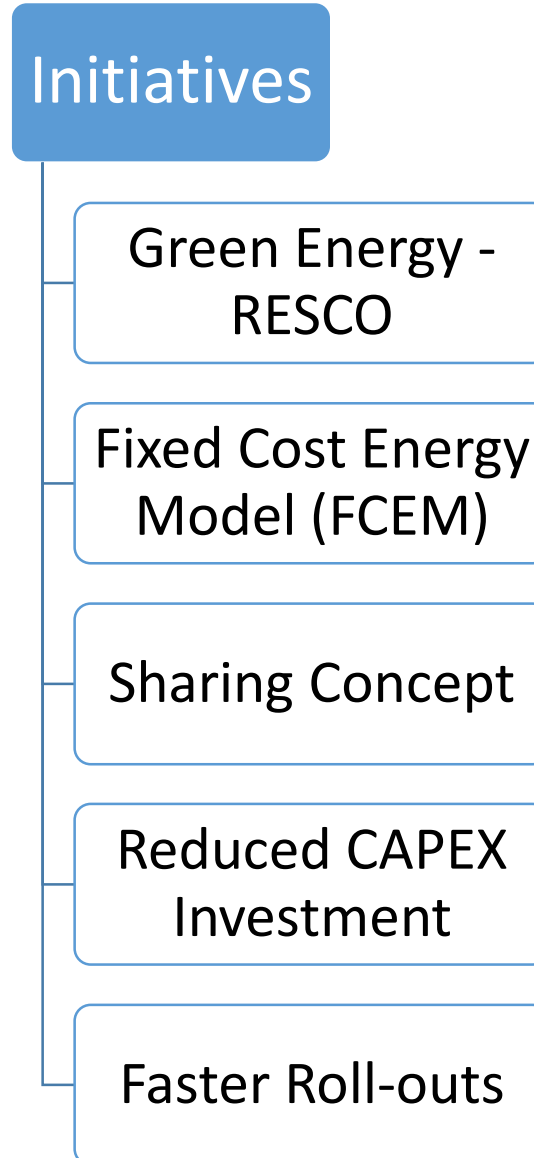 Initiatives
Green Energy -
RESCO
Fixed Cost Energy
Model (FCEM)
Sharing Concept
Reduced CAPEX
Investment
Faster Roll-outs